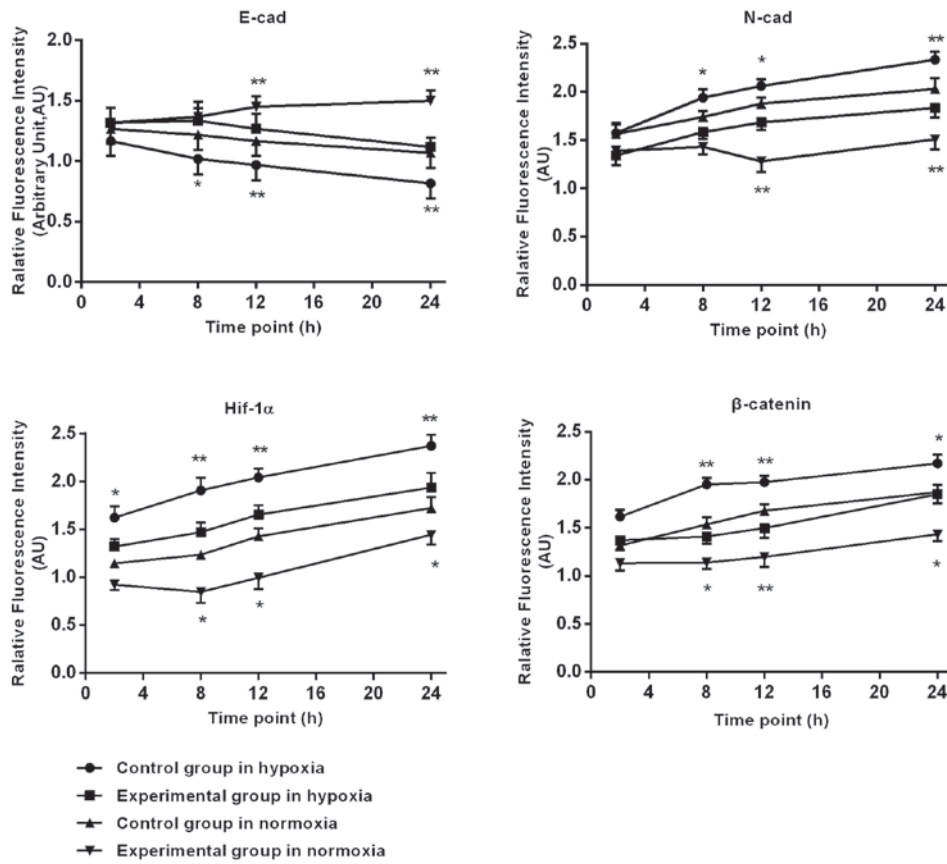 E-cad
Ralative Fluorescence Intensity
(Arbitrary Unit,AU)
2.0
1.5
1.0
0.5
0.0
** **
* ** **
0 4 8 12 16 20 24
Time point (h)
N-cad
Ralative Fluorescence Intensity
(AU)
2.5
2.0
1.5
1.0
0.5
0.0
* * **
** **
0 4 8 12 16 20 24
Time point (h)
Hif-1α
Ralative Fluorescence Intensity
(AU)
2.5
2.0
1.5
1.0
0.5
0.0
* ** ** **
* * *
0 4 8 12 16 20 24
Time point (h)
β-catenin
Ralative Fluorescence Intensity
(AU)
2.5
2.0
1.5
1.0
0.5
0.0
** ** *
* ** *
0 4 8 12 16 20 24
Time point (h)
Control group in hypoxia
Experimental group in hypoxia
Control group in normoxia
Experimental group in normoxia